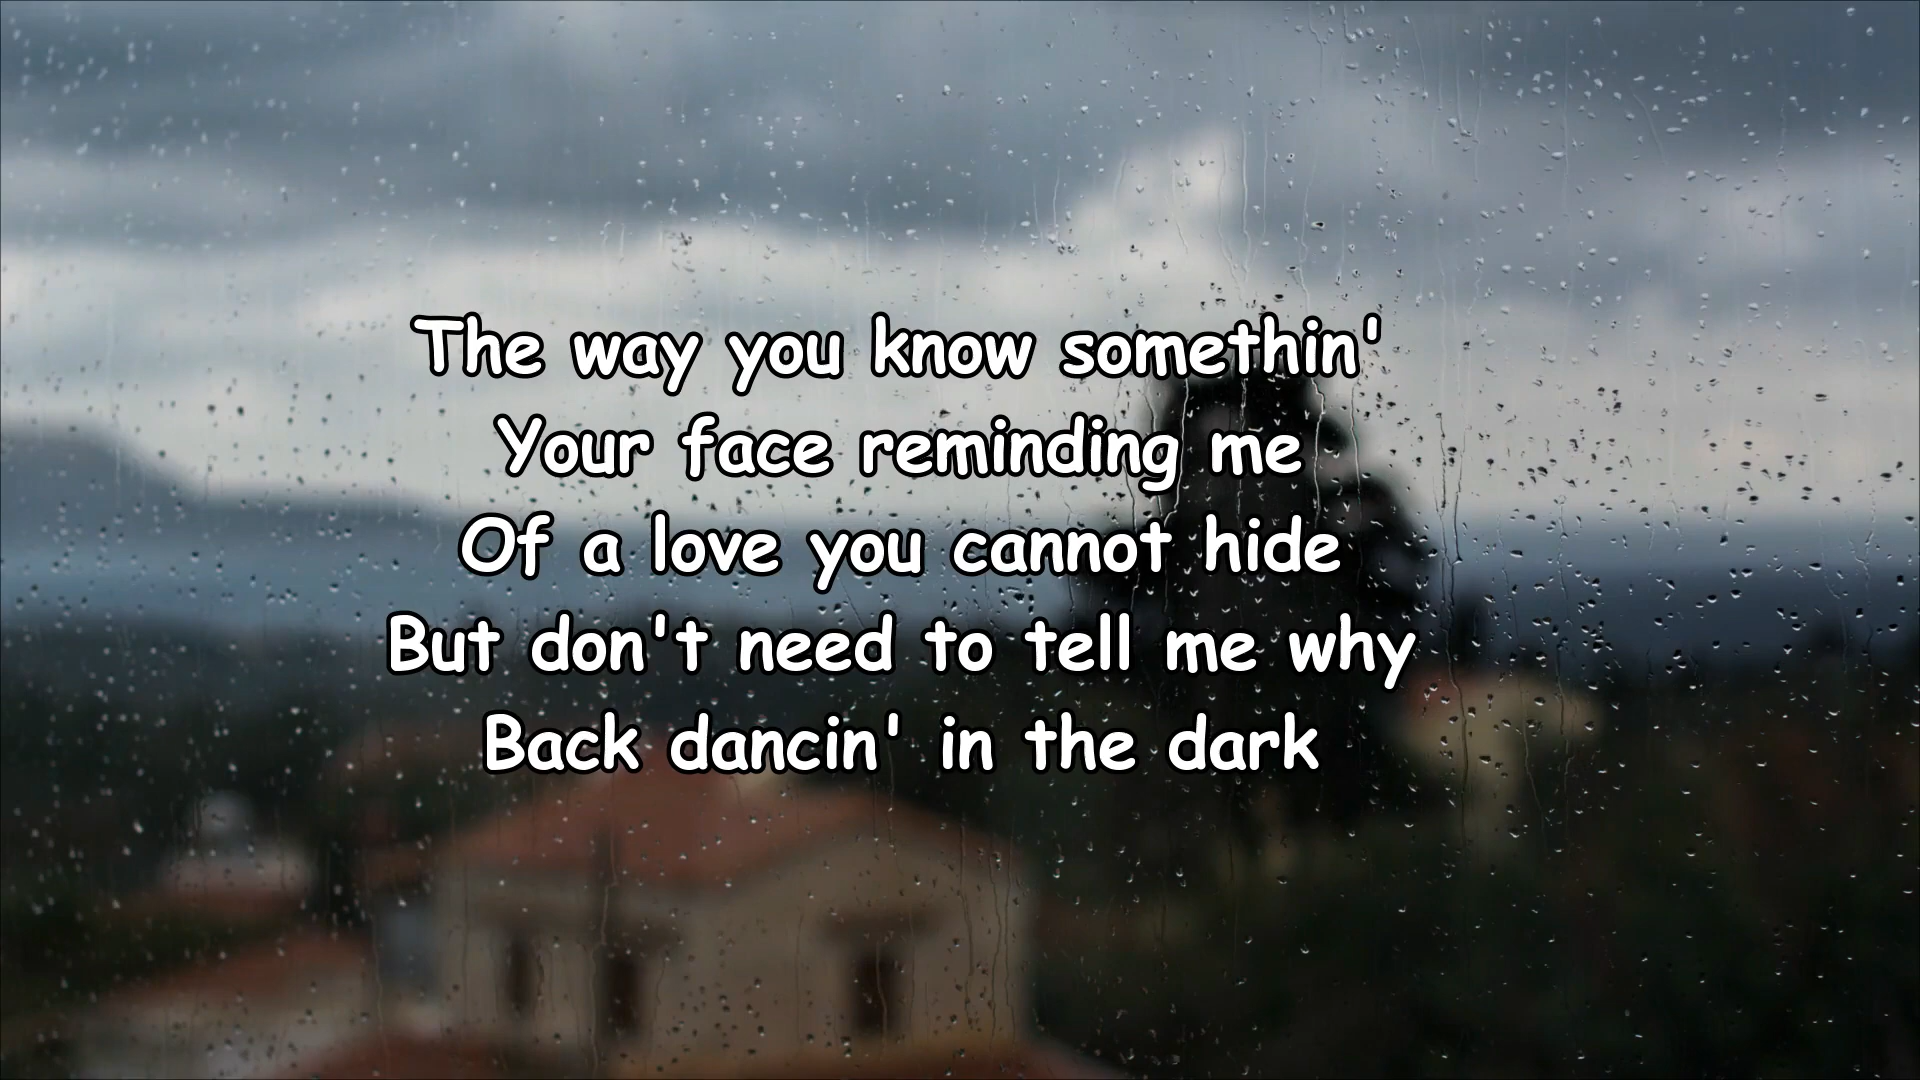 The way you know somethin'
Your face reminding me
Of a love you cannot hide
But don't need to tell me why
Back dancin' in the dark